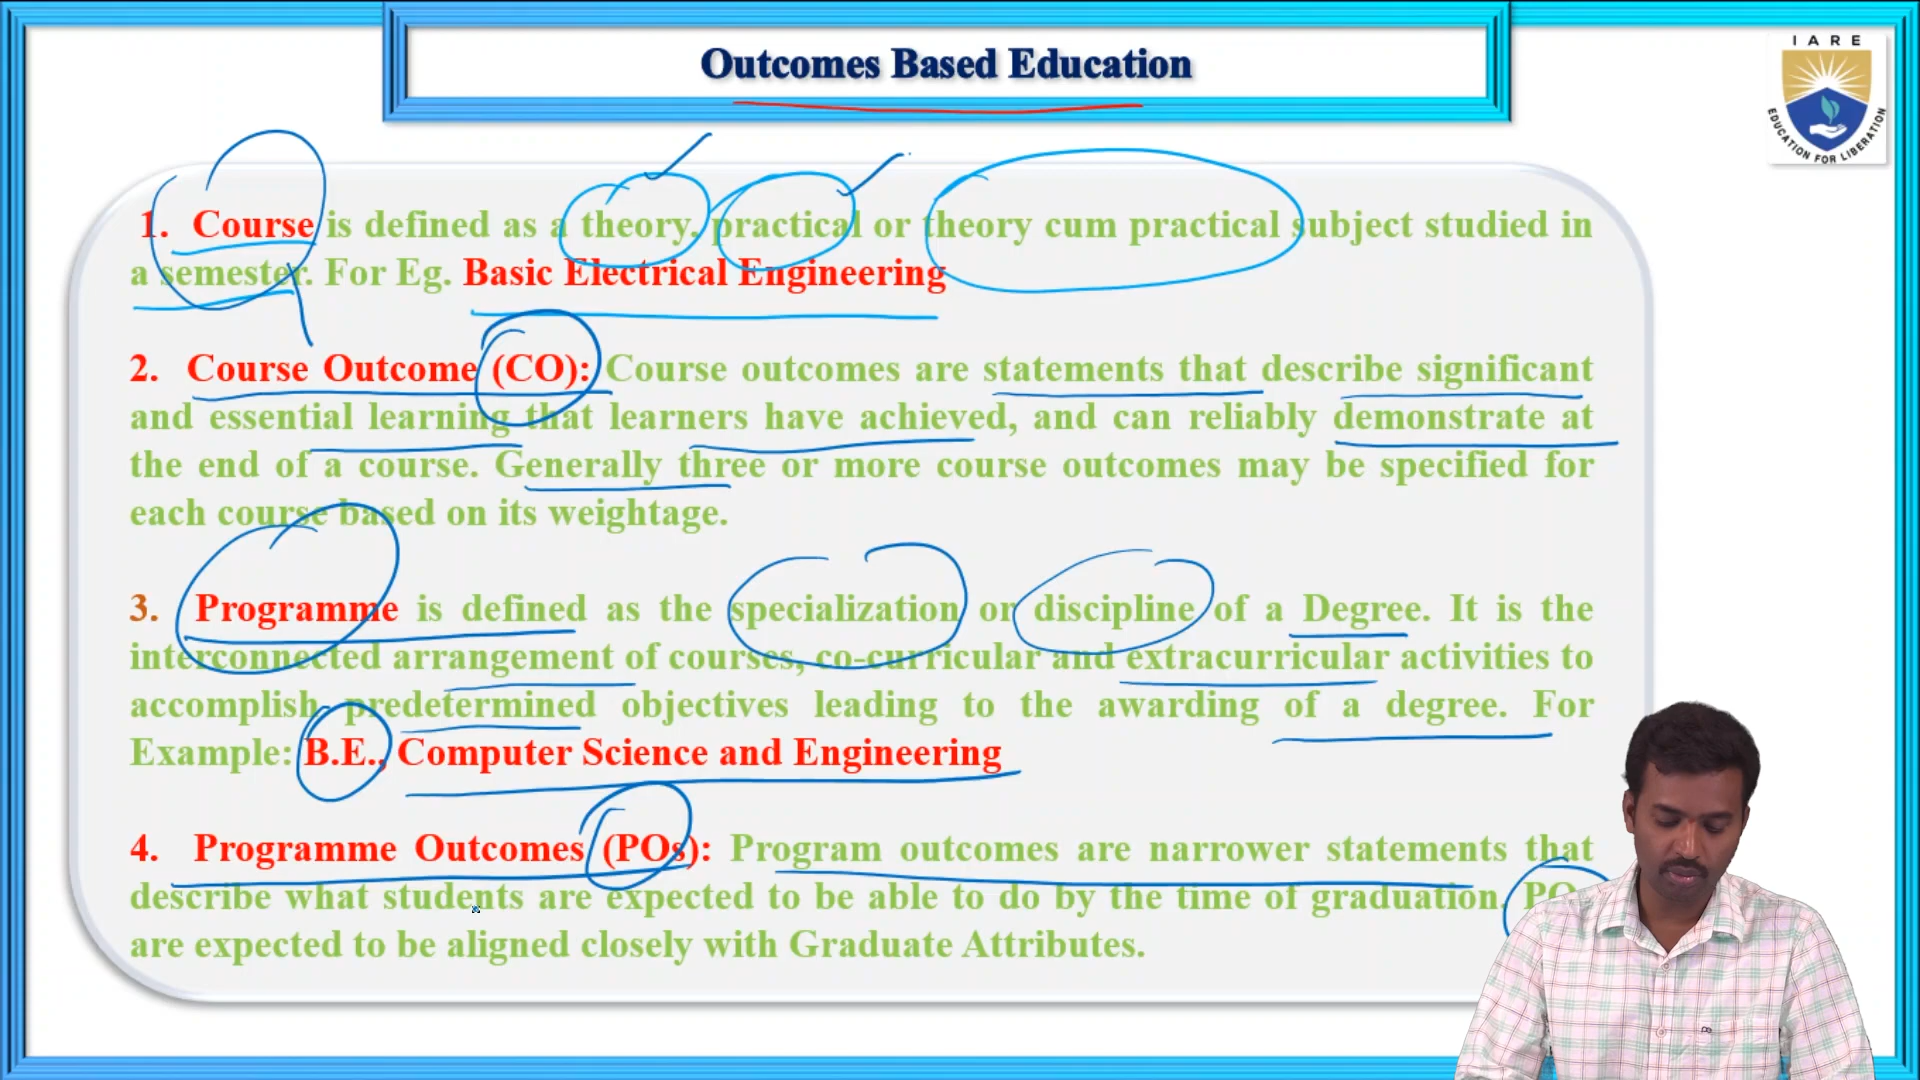 Outcomes Based Education
I A R E
EDUCATION FOR LIBERATION
1. Course is defined as a theory, practical or theory cum practical subject studied in
a semester. For Eg. Basic Electrical Engineering
2. Course Outcome (CO): Course outcomes are statements that describe significant
and essential learning that learners have achieved, and can reliably demonstrate at
the end of a course. Generally three or more course outcomes may be specified for
each course based on its weightage.
3. Programme is defined as the specialization or discipline of a Degree. It is the
interconnected arrangement of courses, co-curricular and extracurricular activities to
accomplish predetermined objectives leading to the awarding of a degree. For
Example: B.E., Computer Science and Engineering
4. Programme Outcomes (POs): Program outcomes are narrower statements that
describe what students are expected to be able to do by the time of graduation.
are expected to be aligned closely with Graduate Attributes.